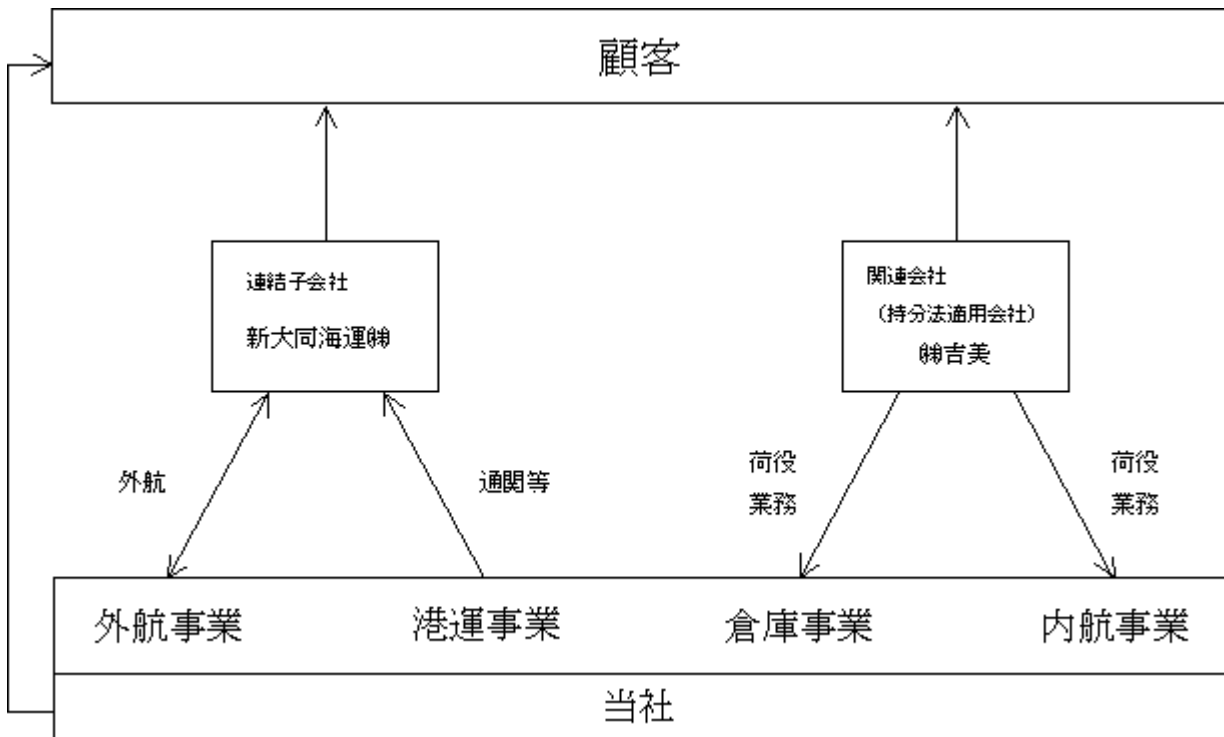 顧客
連結子会社
新大同海運㈱
関連会社
（持分法適用会社）
㈱吉美
外航
通関等
荷役
業務
荷役
業務
外航事業
港運事業
倉庫事業
内航事業
当社